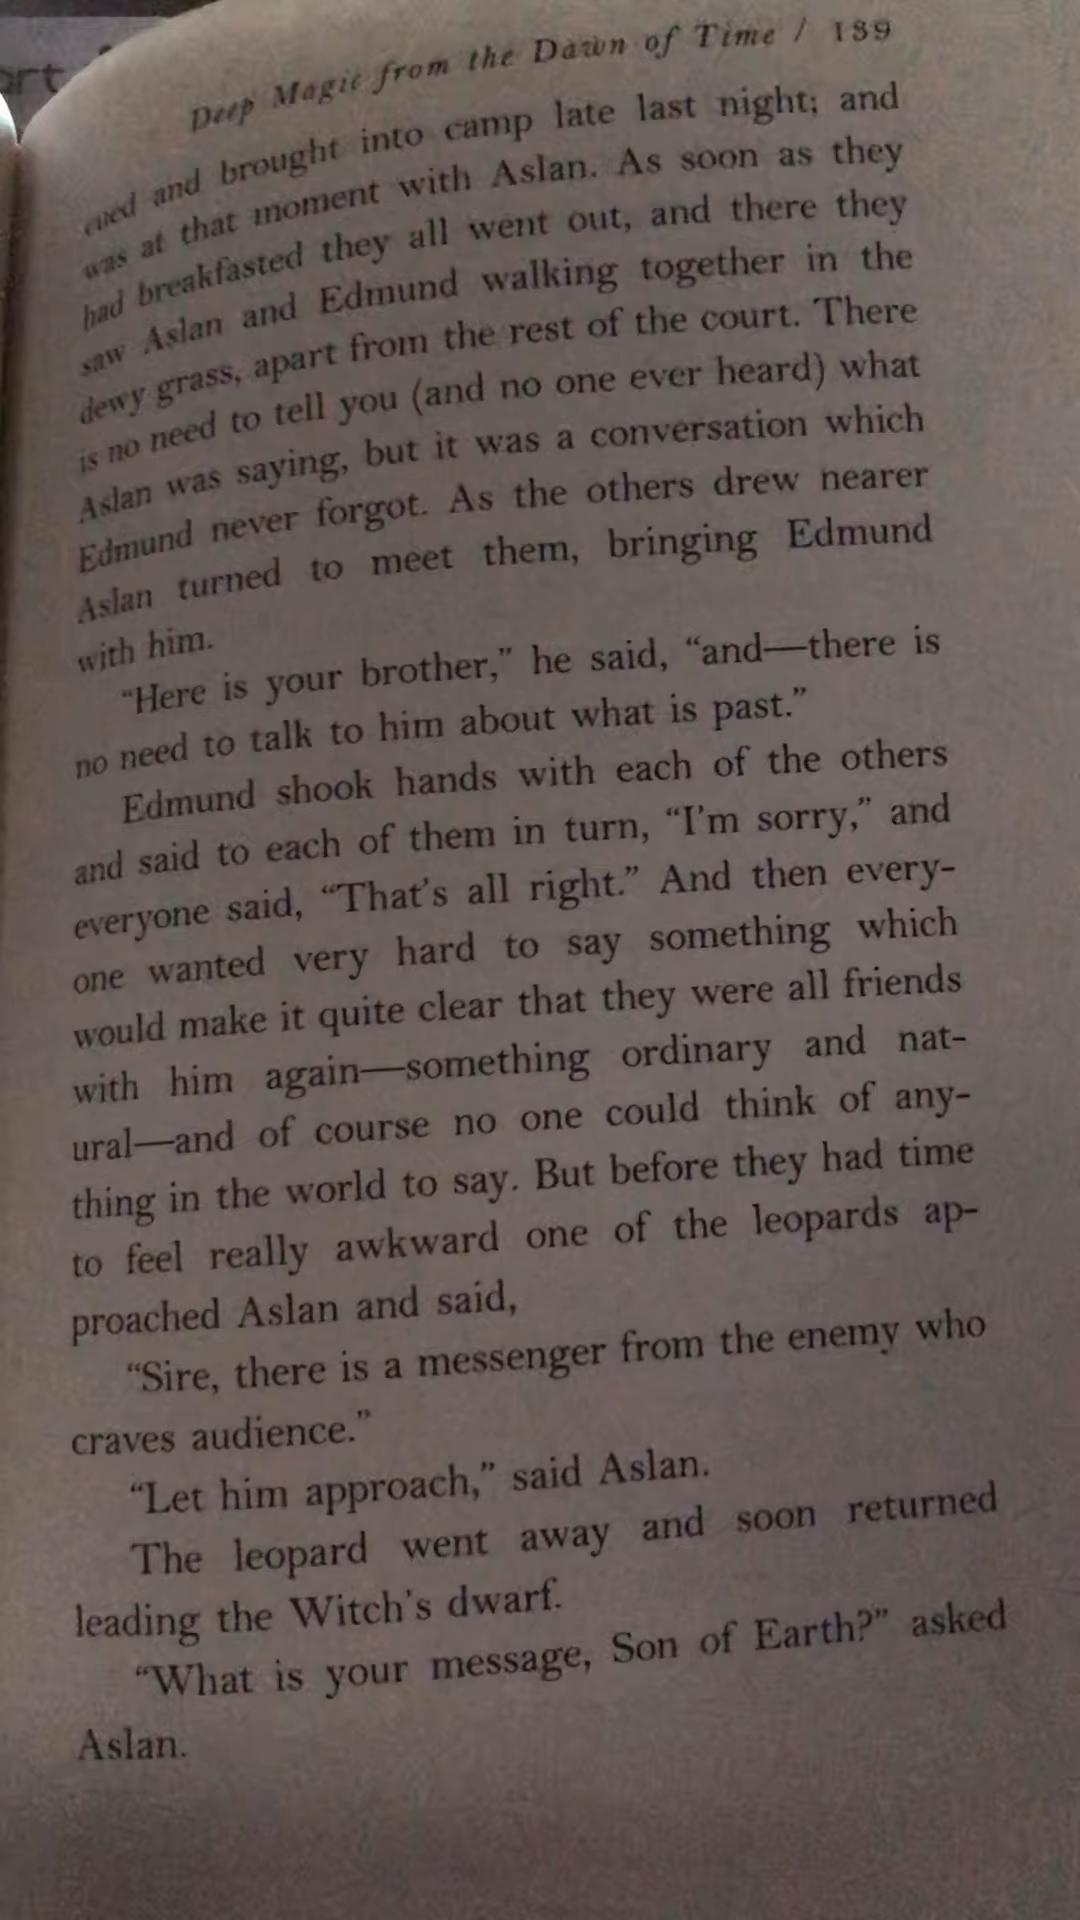 Deep Magic from the Dawn of Time / 139
cued and brought into camp late last night; and
was at that moment with Aslan. As soon as they
had breakfasted they all went out, and there they
saw Aslan and Edmund walking together in the
dewy grass, apart from the rest of the court. There
is no need to tell you (and no one ever heard) what
Aslan was saying, but it was a conversation which
Edmund never forgot. As the others drew nearer
Aslan turned to meet them, bringing Edmund
with him.
“Here is your brother,” he said, “and—there is
no need to talk to him about what is past.”
Edmund shook hands with each of the others
and said to each of them in turn, “I'm sorry,” and
everyone said, “That's all right.” And then every-
one wanted very hard to say something which
would make it quite clear that they were all friends
with him again—something ordinary and nat-
ural—and of course no one could think of any-
thing in the world to say. But before they had time
to feel really awkward one of the leopards ap-
proached Aslan and said,
“Sire, there is a messenger from the enemy who
craves audience.”
“Let him approach,” said Aslan.
The leopard went away and soon returned
leading the Witch's dwarf.
“What is your message, Son of Earth?” asked
Aslan.